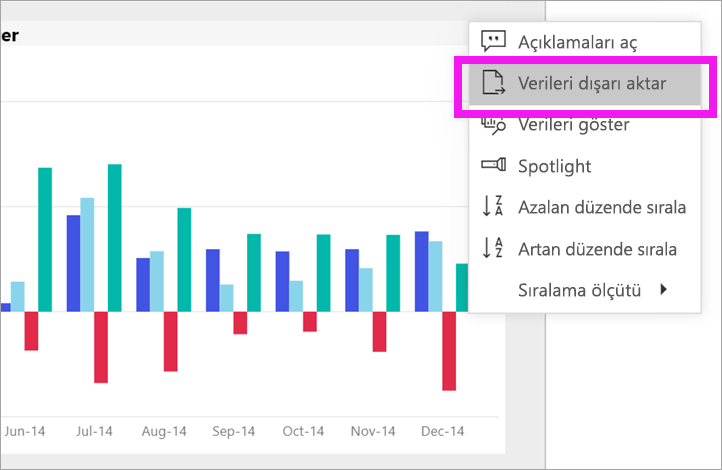 er
Açıklamaları aç
Verileri dışarı aktar
Verileri göster
Spotlight
Azalan düzende sırala
Artan düzende sırala
Sıralama ölçütü
Jun-14 Jul-14 Aug-14 Sep-14 Oct-14 Nov-14 Dec-14